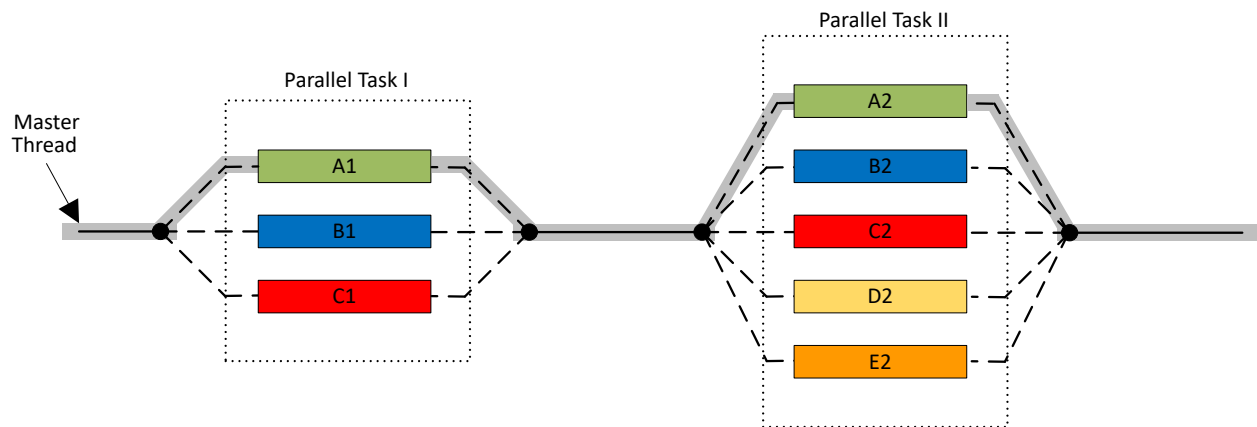 Master
Thread
Parallel Task I
A1
B1
C1
Parallel Task II
A2
B2
C2
D2
E2